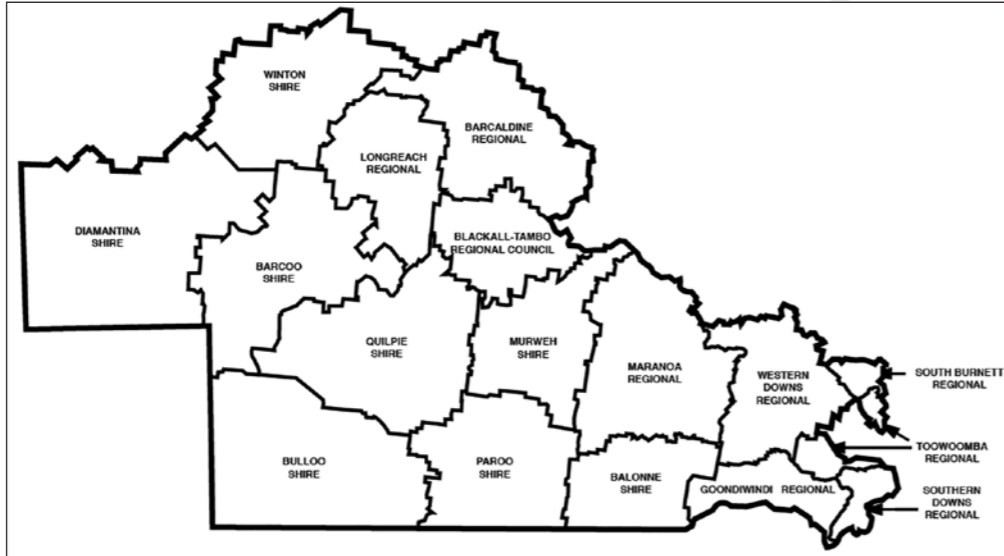 WINTON
SHIRE
BARCALDINE
REGIONAL
LONGREACH
REGIONAL
DIAMANTINA
SHIRE
BLACKALL-TAMBO
REGIONAL COUNCIL
BARCOO
SHIRE
QUILPIE
SHIRE
MURWEH
SHIRE
MARANOA
REGIONAL
WESTERN
DOWNS
REGIONAL
SOUTH BURNETT
REGIONAL
TOOWOOMBA
REGIONAL
BULLOO
SHIRE
PAROO
SHIRE
BALONNE
SHIRE
GOONDIWINDI REGIONAL
SOUTHERN
DOWNS
REGIONAL